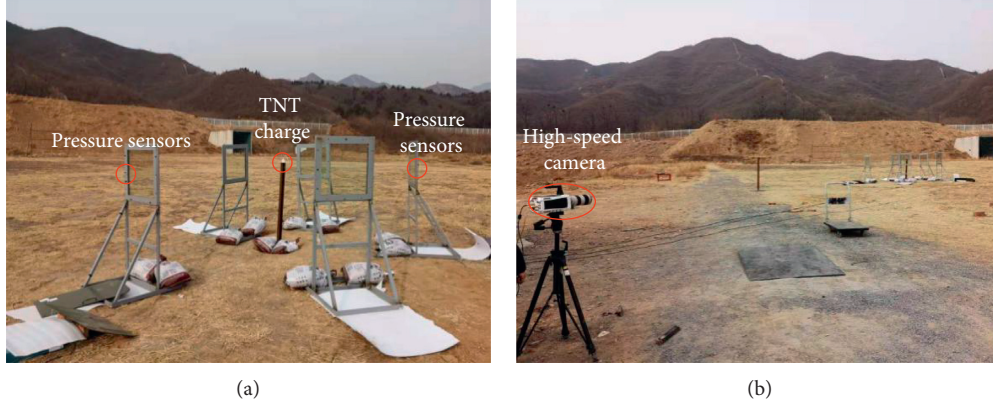 Pressure sensors
TNT
charge
Pressure
sensors
High-speed
camera
(a)
(b)